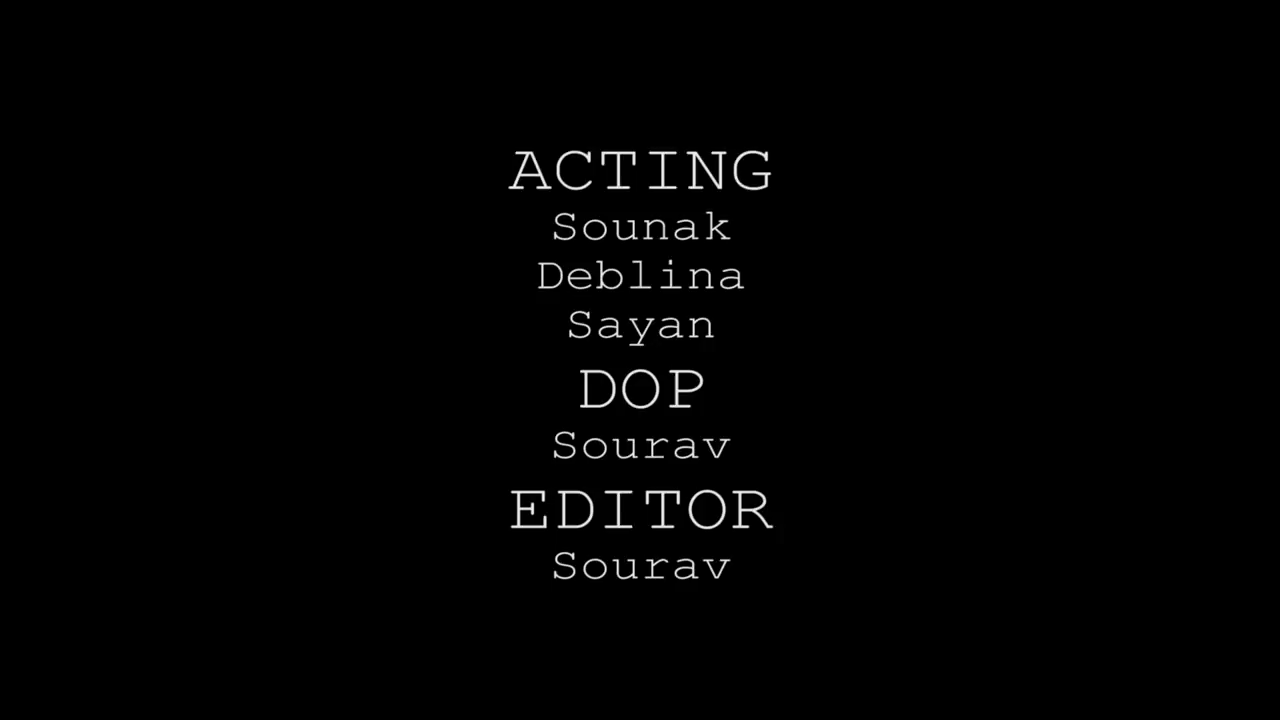 ACTING
Sounak
Deblina
Sayan
DOP
Sourav
EDITOR
Sourav